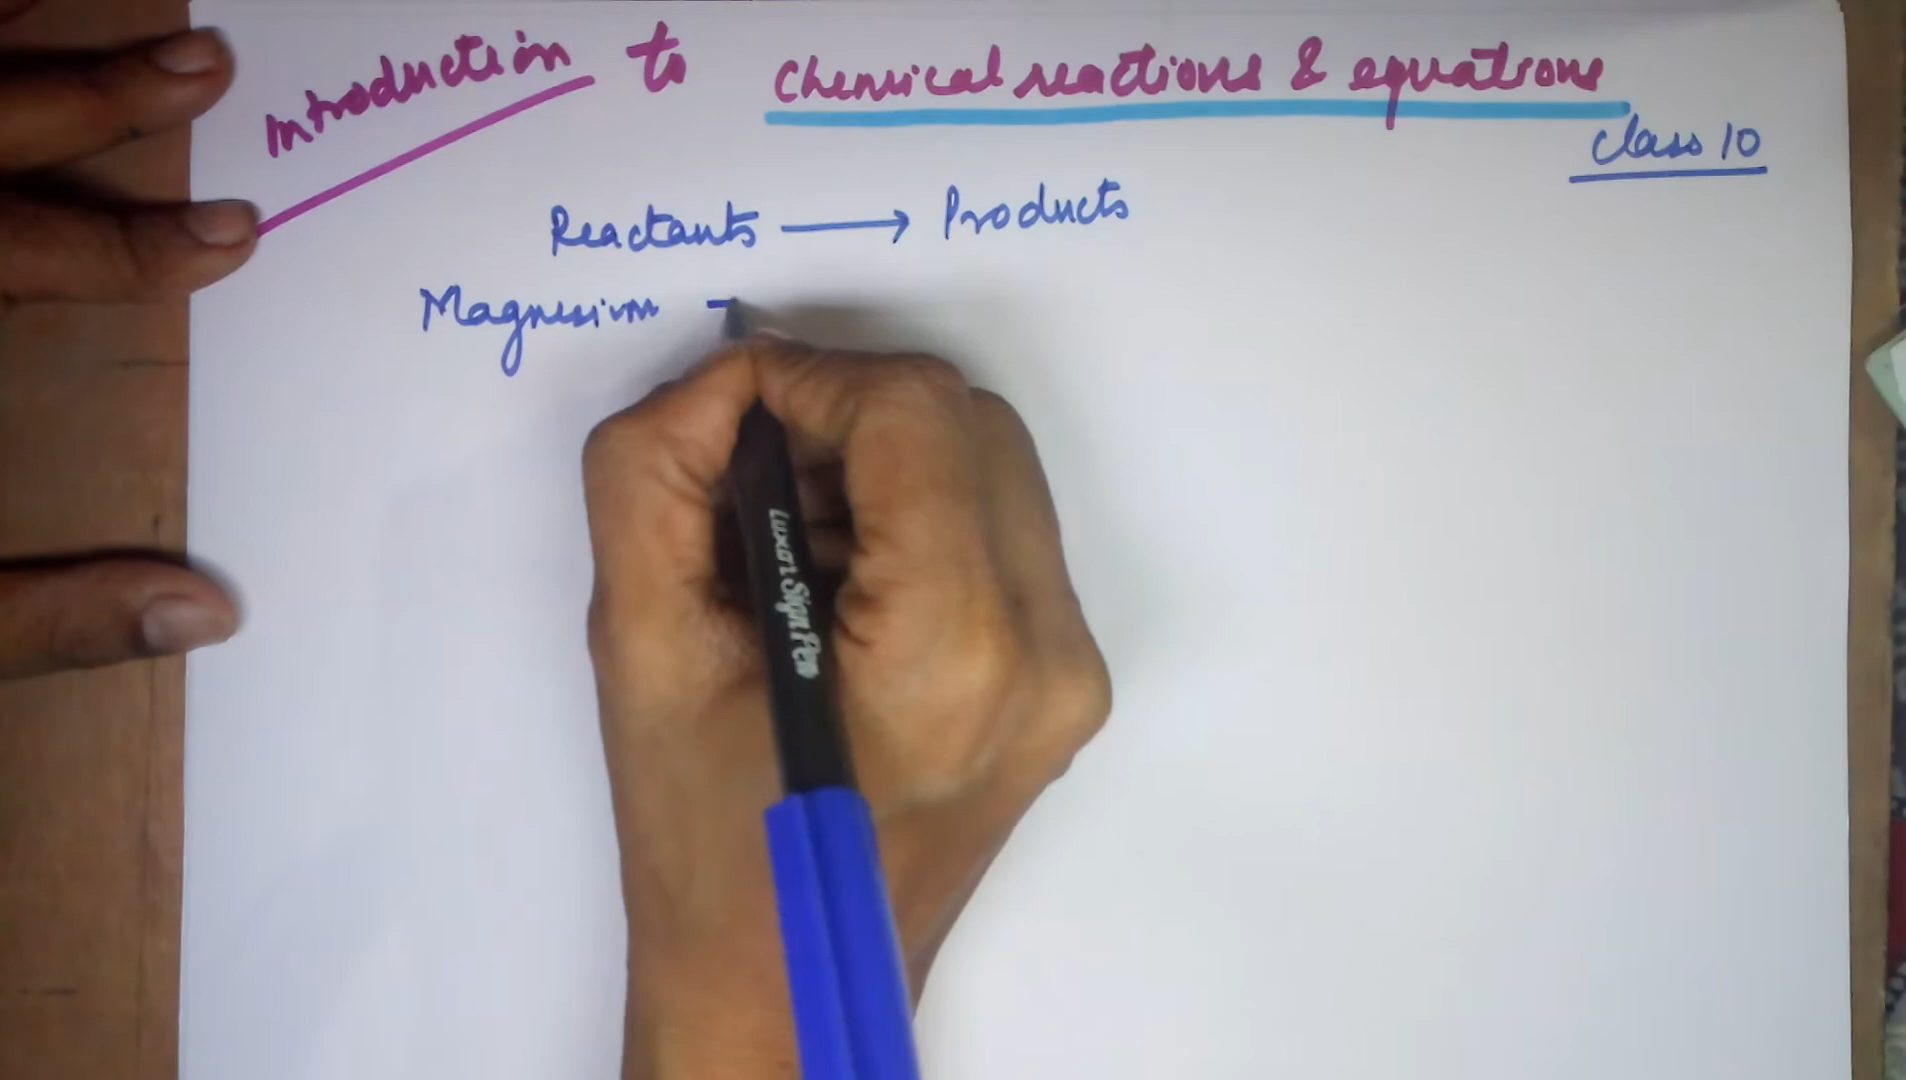 Introduction to Chemical reactions & equations
Class 10
Reactants → Products
Magnesium
Luxor Sign Pen